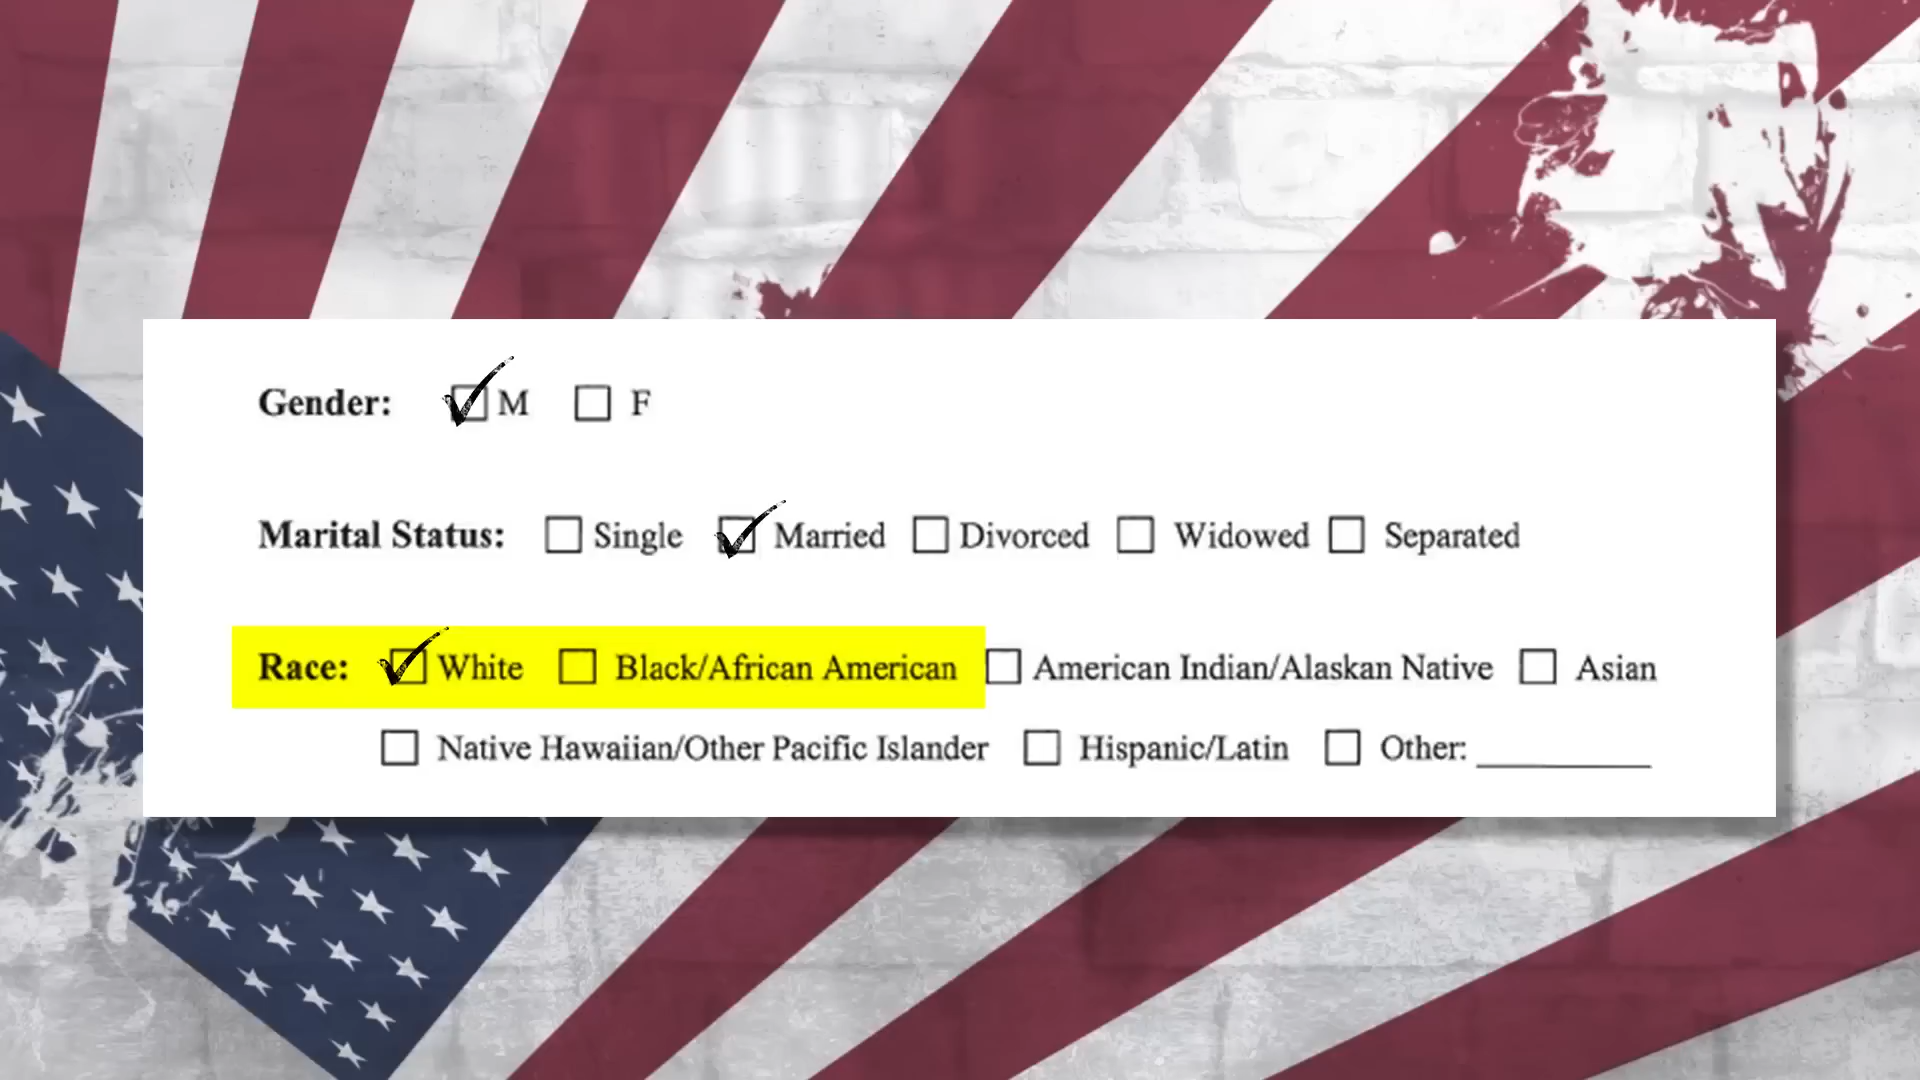 Gender: M F
Marital Status: Single Married Divorced Widowed Separated
Race: White Black/African American American Indian/Alaskan Native Asian
Native Hawaiian/Other Pacific Islander Hispanic/Latin Other: ________